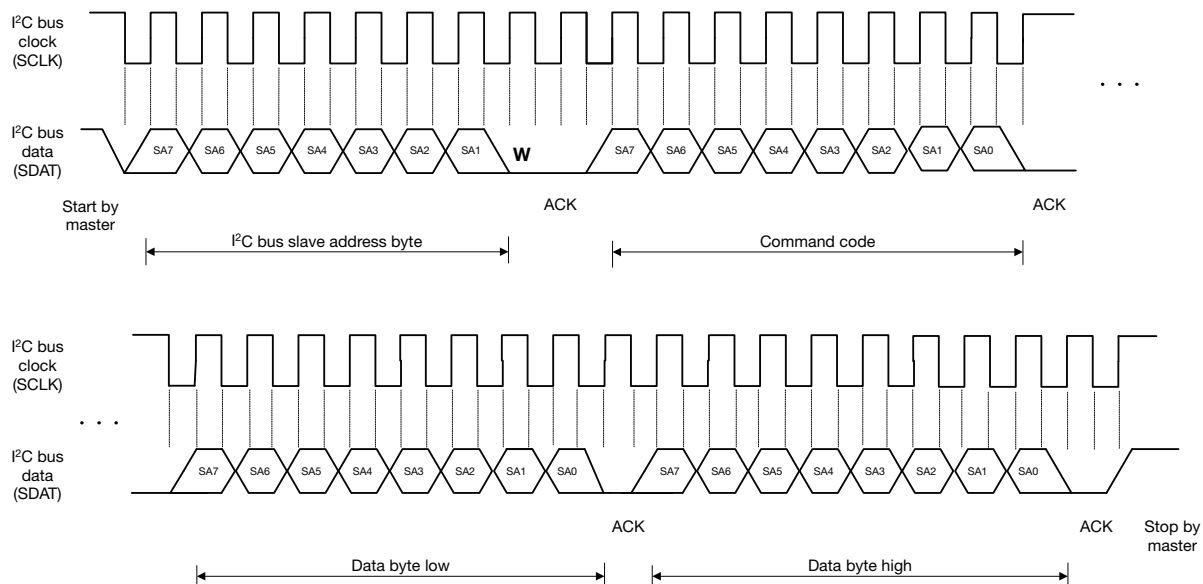 I²C bus
clock
(SCLK)
. . .
I²C bus
data
(SDAT)
SA7 SA6 SA5 SA4 SA3 SA2 SA1 W SA7 SA6 SA5 SA4 SA3 SA2 SA1 SA0
Start by
master
ACK ACK
I²C bus slave address byte Command code
I²C bus
clock
(SCLK)
. . .
I²C bus
data
(SDAT)
SA7 SA6 SA5 SA4 SA3 SA2 SA1 SA0 SA7 SA6 SA5 SA4 SA3 SA2 SA1 SA0
ACK ACK Stop by
master
Data byte low Data byte high